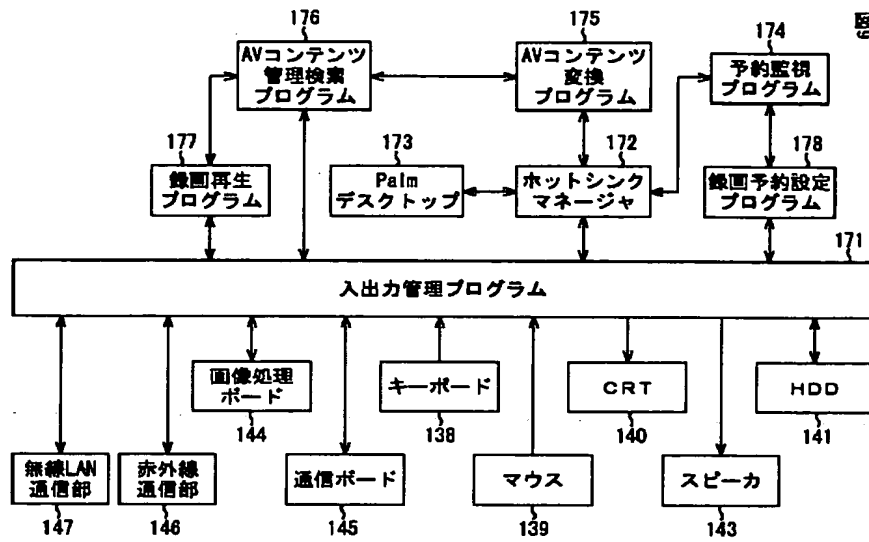 176
175
174
図6
AVコンテンツ
管理検索
プログラム
AVコンテンツ
変換
プログラム
予約監視
プログラム
177
173
172
178
録画再生
プログラム
Palm
デスクトップ
ホットシンク
マネージャ
録画予約設定
プログラム
171
入出力管理プログラム
画像処理
ボード
キーボード
CRT
HDD
144
138
140
141
無線LAN
通信部
赤外線
通信部
通信ボード
マウス
スピーカ
147
146
145
139
143